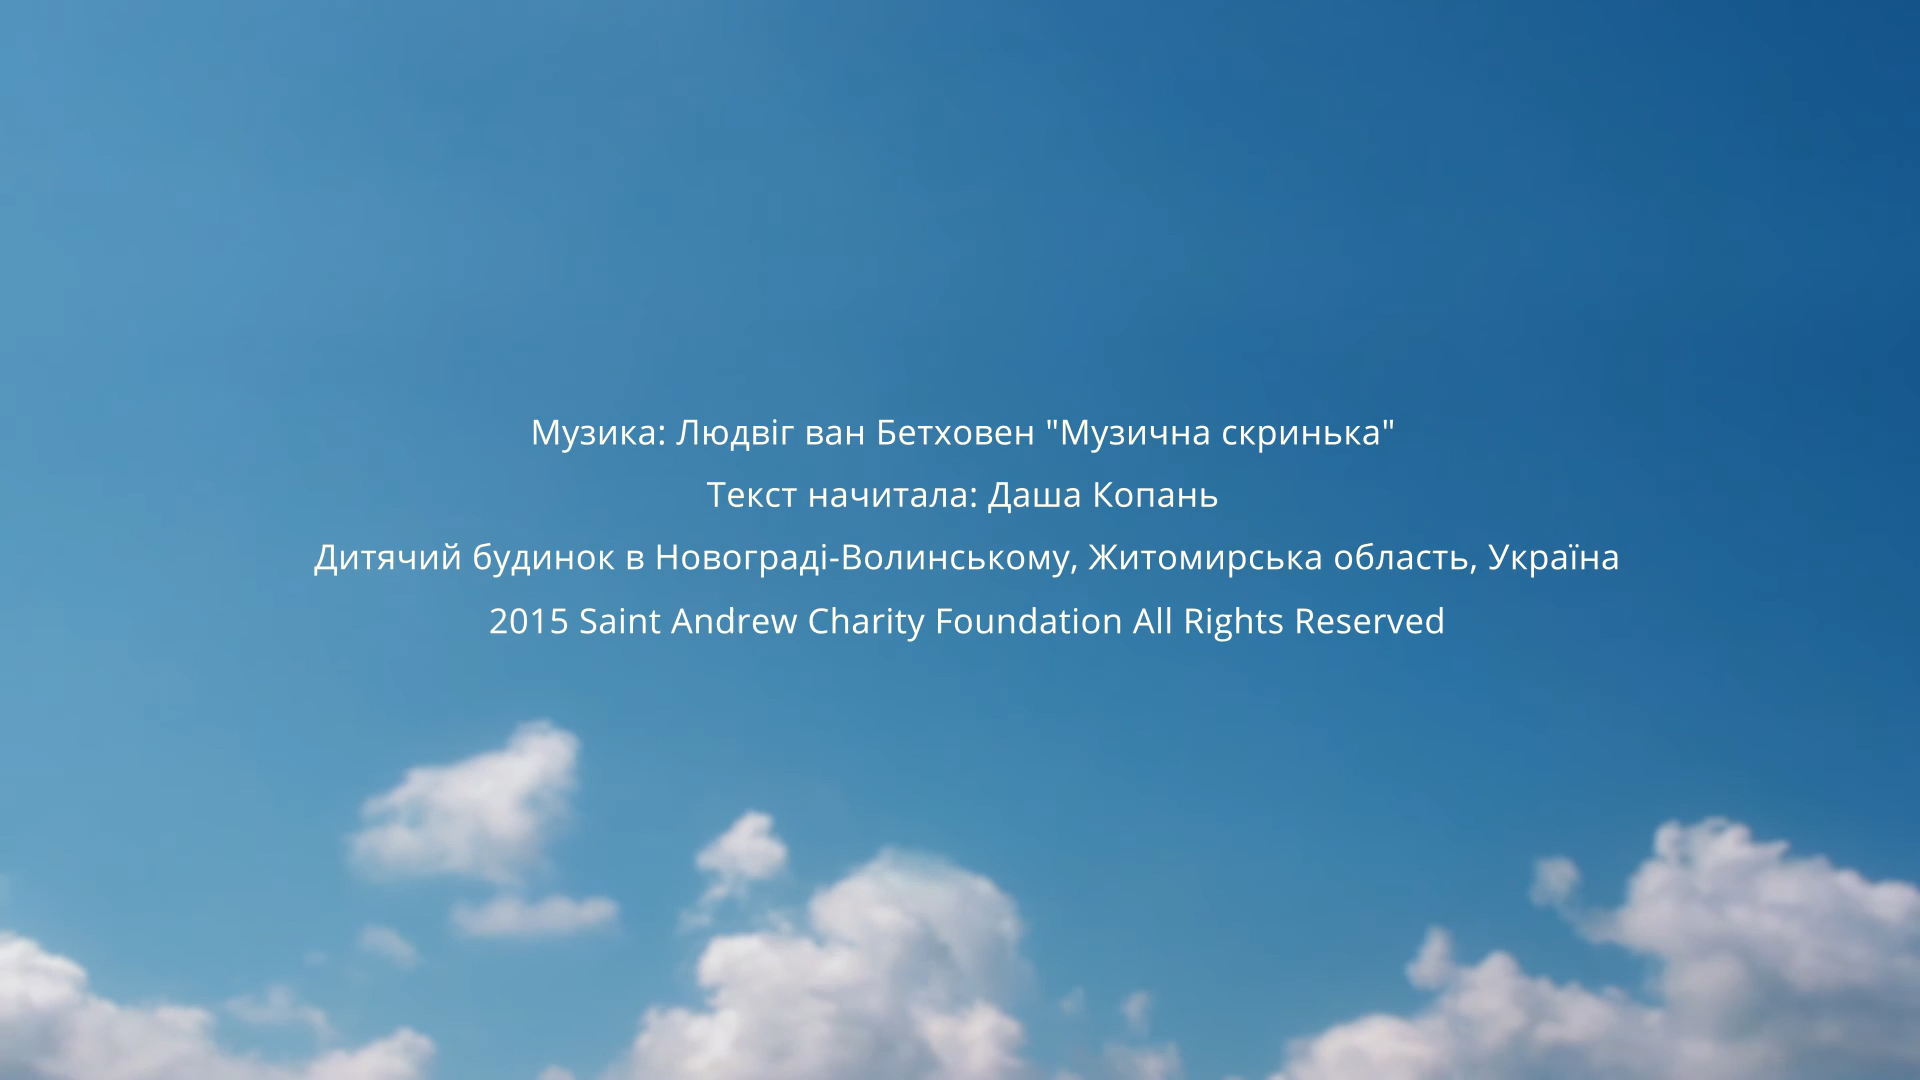 Музика: Людвіг ван Бетховен "Музична скринька"
Текст начитала: Даша Копань
Дитячий будинок в Новограді-Волинському, Житомирська область, Україна
2015 Saint Andrew Charity Foundation All Rights Reserved